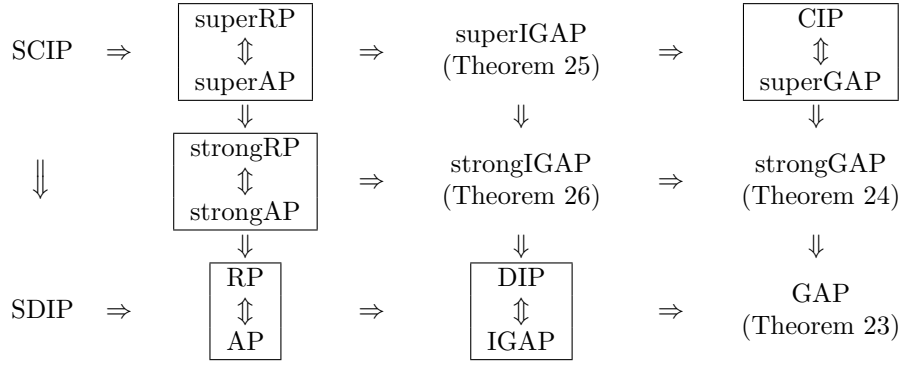 SCIP ⇒ superRP ⇒ superIGAP ⇒ CIP
⇕ (Theorem 25) ⇕
superAP superGAP
⇓ ⇓ ⇓
⇓ strongRP ⇒ strongIGAP ⇒ strongGAP
⇕ (Theorem 26) (Theorem 24)
strongAP
⇓ ⇓ ⇓
SDIP ⇒ RP ⇒ DIP ⇒ GAP
⇕ ⇕ (Theorem 23)
AP IGAP